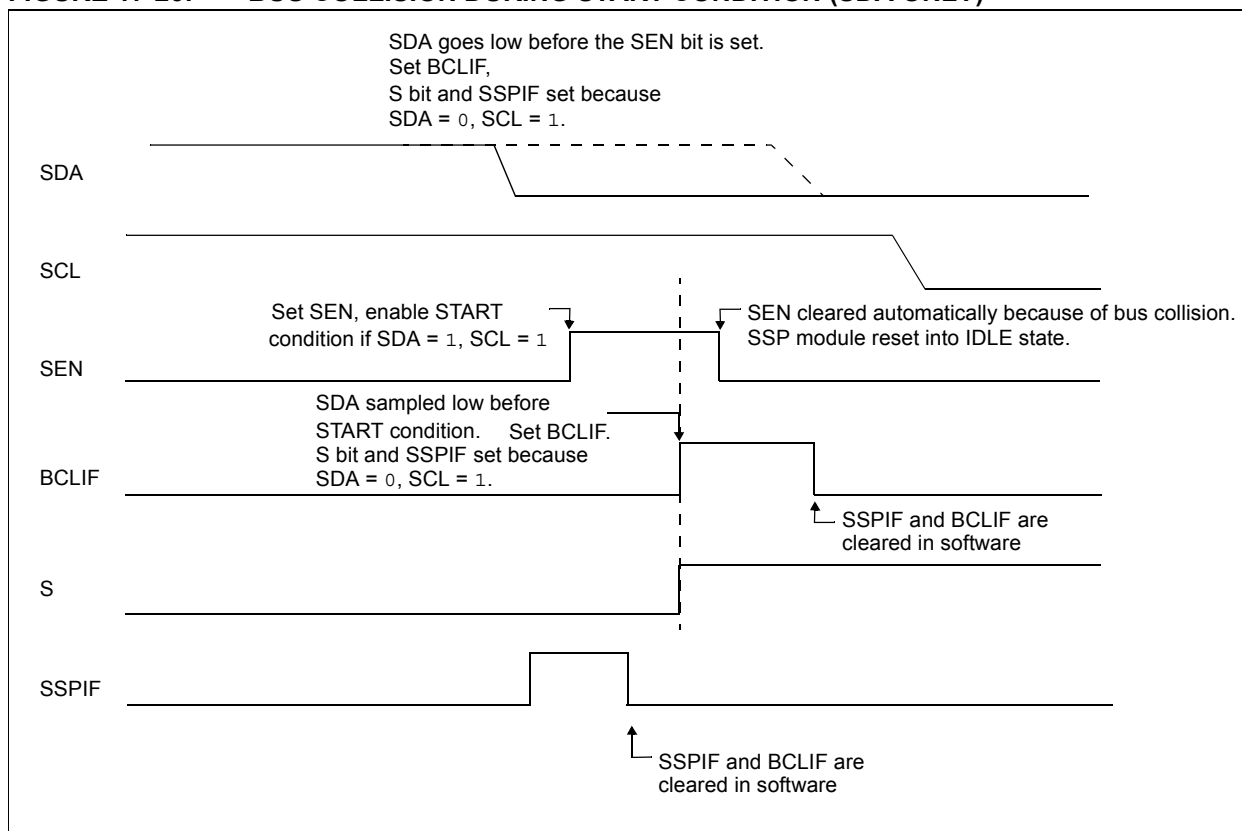 SDA goes low before the SEN bit is set.
Set BCLIF,
S bit and SSPIF set because
SDA = 0, SCL = 1.
SDA
SCL
Set SEN, enable START
condition if SDA = 1, SCL = 1
SEN cleared automatically because of bus collision.
SSP module reset into IDLE state.
SEN
SDA sampled low before
START condition. Set BCLIF.
S bit and SSPIF set because
SDA = 0, SCL = 1.
BCLIF
SSPIF and BCLIF are
cleared in software
S
SSPIF
SSPIF and BCLIF are
cleared in software